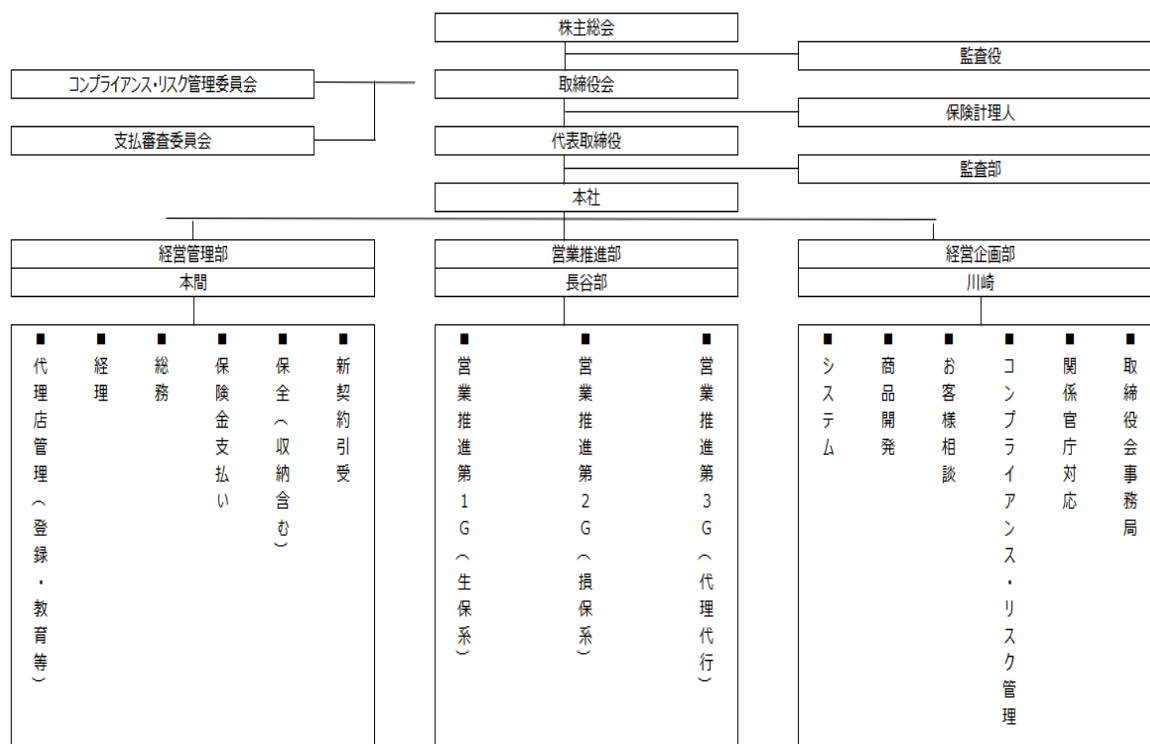 株主総会
監査役
コンプライアンス・リスク管理委員会
取締役会
保険計理人
支払審査委員会
代表取締役
監査部
本社
経営管理部
本間
営業推進部
長谷部
経営企画部
川崎
■代理店管理（登録・教育等）
■経理
■総務
■保険金支払い
■保全（収納含む）
■新契約引受
■営業推進第1G（生保系）
■営業推進第2G（損保系）
■営業推進第3G（代理代行）
■システム
■商品開発
■お客様相談
■コンプライアンス・リスク管理
■関係官庁対応
■取締役会事務局